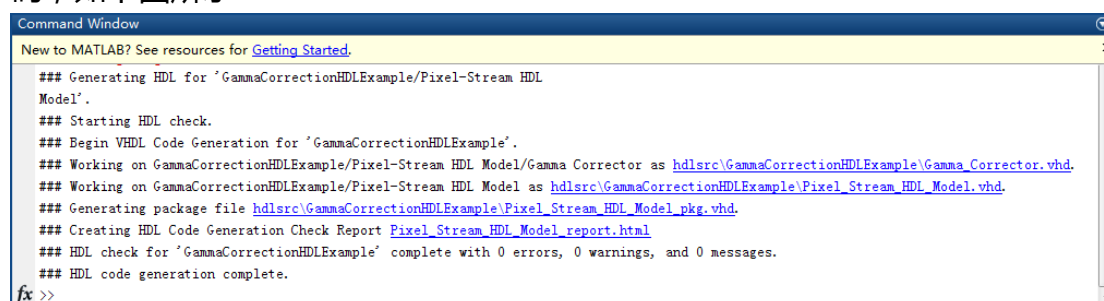 Command Window
New to MATLAB? See resources for Getting Started.
### Generating HDL for 'GammaCorrectionHDLExample/Pixel-Stream HDL
Model'.
### Starting HDL check.
### Begin VHDL Code Generation for 'GammaCorrectionHDLExample'.
### Working on GammaCorrectionHDLExample/Pixel-Stream HDL Model/Gamma Corrector as hdlsrc\GammaCorrectionHDLExample\Gamma_Corrector.vhd.
### Working on GammaCorrectionHDLExample/Pixel-Stream HDL Model as hdlsrc\GammaCorrectionHDLExample\Pixel_Stream_HDL_Model.vhd.
### Generating package file hdlsrc\GammaCorrectionHDLExample\Pixel_Stream_HDL_Model_pkg.vhd.
### Creating HDL Code Generation Check Report Pixel_Stream_HDL_Model_report.html
### HDL check for 'GammaCorrectionHDLExample' complete with 0 errors, 0 warnings, and 0 messages.
### HDL code generation complete.
fx >>